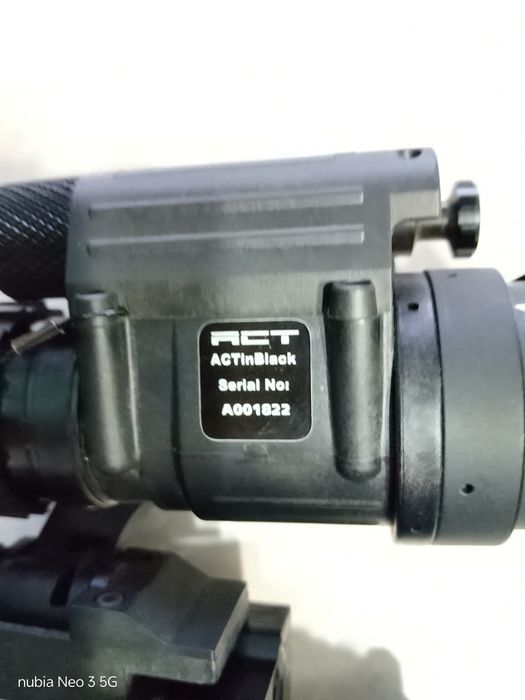 ACT
ACTinBlack
Serial No:
A001822
nubia Neo 3 5G